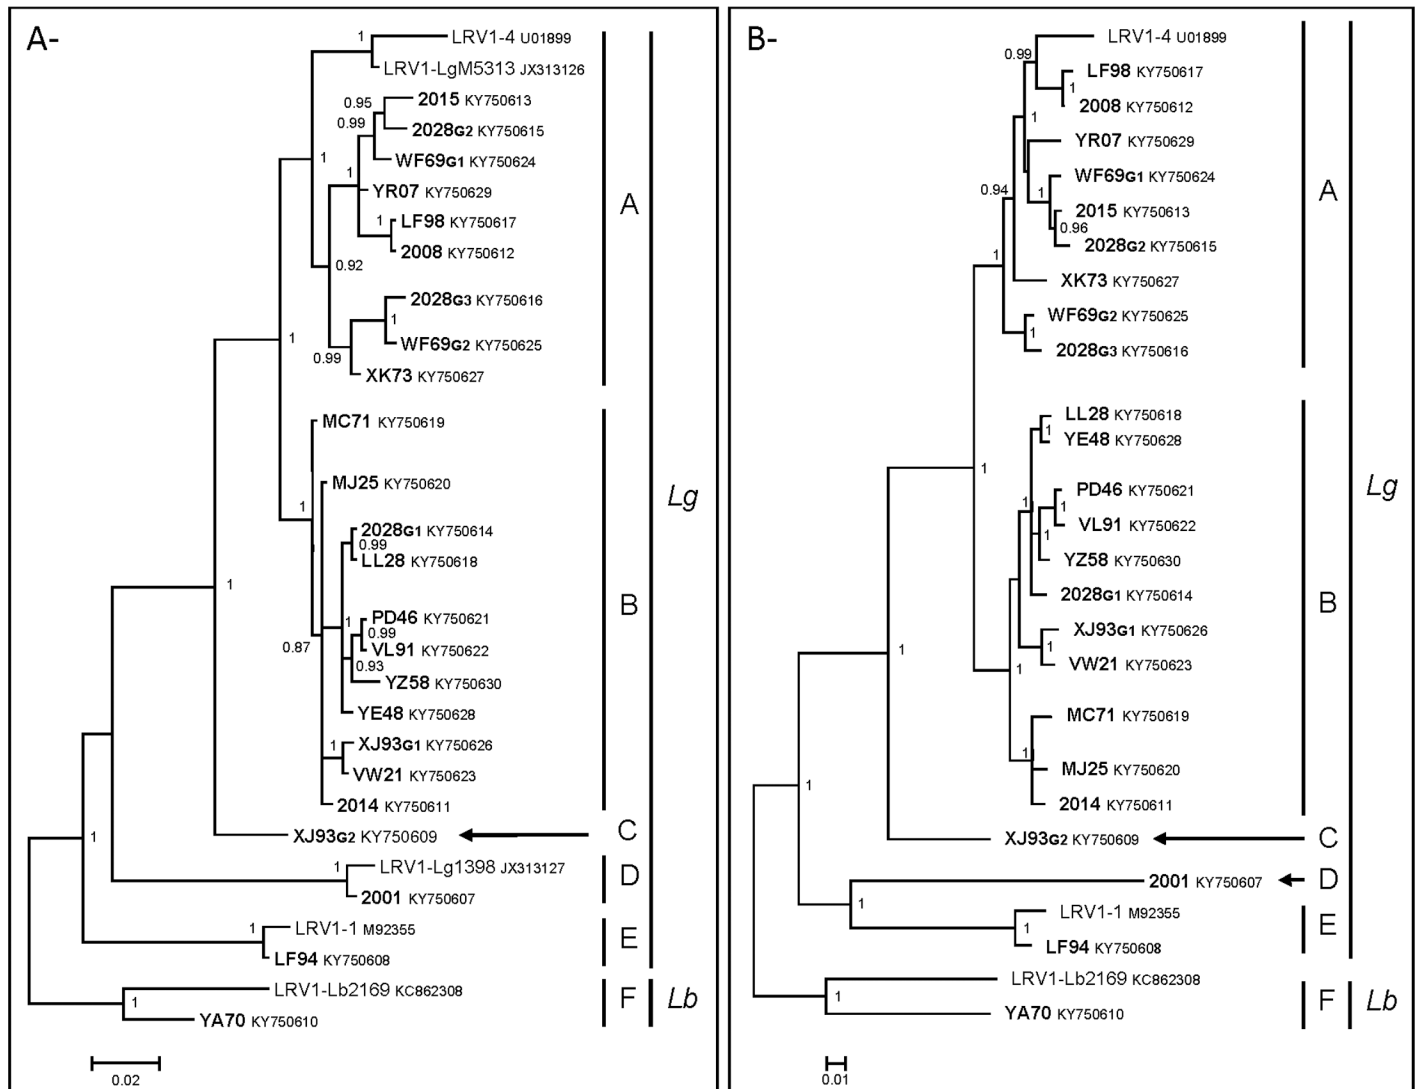 A-
1
LRV1-4 U01899
LRV1-LgM5313 JX313126
0.95
2015 KY750613
0.99
2028G2 KY750615
WF69G1 KY750624
1
1
YR07 KY750629
1
LF98 KY750617
2008 KY750612
0.92
2028G3 KY750616
1
WF69G2 KY750625
0.99
XK73 KY750627
1
MC71 KY750619
MJ25 KY750620
1
2028G1 KY750614
0.99
LL28 KY750618
1
PD46 KY750621
0.99
VL91 KY750622
0.87
0.93
YZ58 KY750630
YE48 KY750628
1
XJ93G1 KY750626
VW21 KY750623
2014 KY750611
1
XJ93G2 KY750609
1
1
LRV1-Lg1398 JX313127
2001 KY750607
1
LRV1-1 M92355
LF94 KY750608
LRV1-Lb2169 KC862308
1
YA70 KY750610
A
B
C
D
E
F
Lg
Lb
0.02
B-
LRV1-4 U01899
0.99
LF98 KY750617
1
2008 KY750612
1
YR07 KY750629
WF69G1 KY750624
0.94
1
2015 KY750613
0.96
2028G2 KY750615
1
XK73 KY750627
WF69G2 KY750625
1
2028G3 KY750616
LL28 KY750618
1
YE48 KY750628
1
PD46 KY750621
1
1
VL91 KY750622
1
YZ58 KY750630
2028G1 KY750614
XJ93G1 KY750626
1
VW21 KY750623
1
MC71 KY750619
1
MJ25 KY750620
2014 KY750611
1
XJ93G2 KY750609
1
2001 KY750607
1
LRV1-1 M92355
1
LF94 KY750608
LRV1-Lb2169 KC862308
1
YA70 KY750610
A
B
C
D
E
F
Lg
Lb
0.01